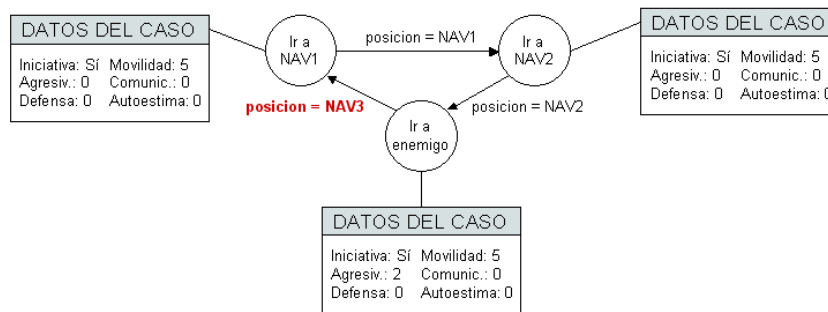 DATOS DEL CASO
Iniciativa: Sí Movilidad: 5
Agresiv.: 0 Comunic.: 0
Defensa: 0 Autoestima: 0
Ir a
NAV1
posicion = NAV1
Ir a
NAV2
DATOS DEL CASO
Iniciativa: Sí Movilidad: 5
Agresiv.: 0 Comunic.: 0
Defensa: 0 Autoestima: 0
posicion = NAV3
posicion = NAV2
Ir a
enemigo
DATOS DEL CASO
Iniciativa: Sí Movilidad: 5
Agresiv.: 2 Comunic.: 0
Defensa: 0 Autoestima: 0